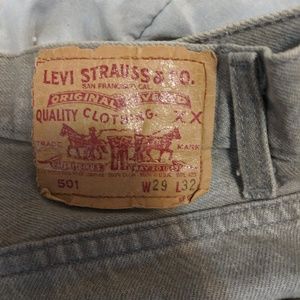 LEVI STRAUSS & CO.
SAN FRANCISCO CAL.
ORIGINAL RIVETED
QUALITY CLOTHING XX
TRADE MARK
501 W29 L32